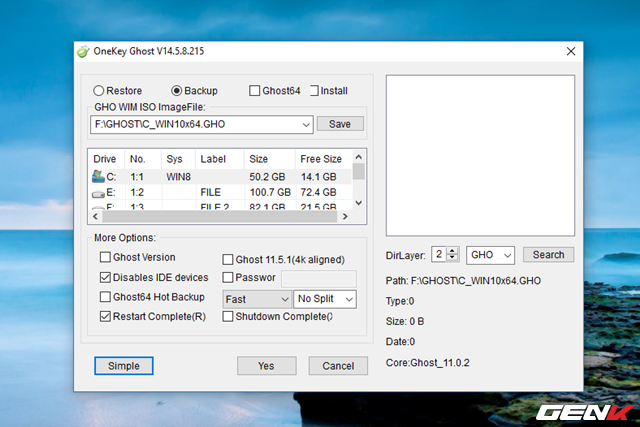 OneKey Ghost V14.5.8.215
Restore Backup Ghost64 Install
GHO WIM ISO ImageFile:
F:\GHOST\C_WIN10x64.GHO Save
Drive No. Sys Label Size Free Size
C: 1:1 WIN8 50.2 GB 14.1 GB
E: 1:2 FILE 100.7 GB 72.4 GB
F: 1:3 FILE 2 82.1 GB 21.5 GB
More Options:
Ghost Version Ghost 11.5.1(4k aligned)
Disables IDE devices Passwor
Ghost64 Hot Backup Fast No Split
Restart Complete(R) Shutdown Complete(
Simple Yes Cancel
DirLayer: 2 GHO Search
Path: F:\GHOST\C_WIN10x64.GHO
Type:0
Size: 0 B
Date:0
Core:Ghost_11.0.2
GENK